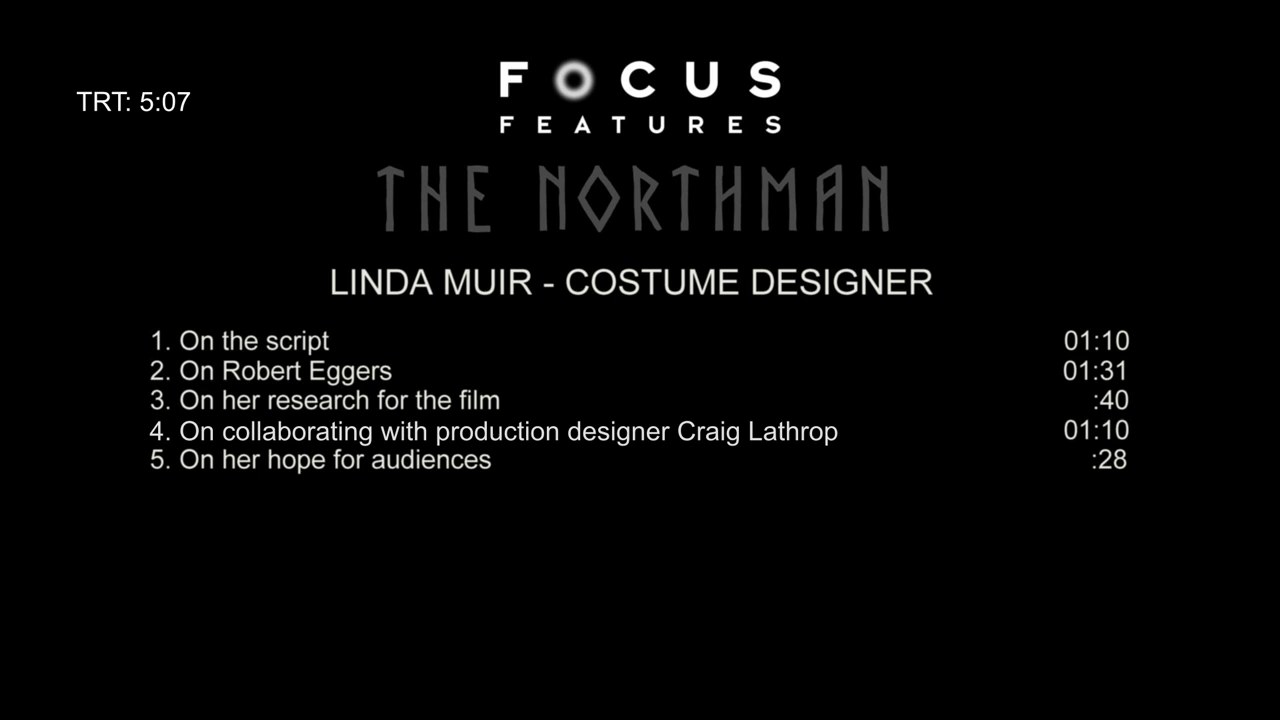 TRT: 5:07
FOCUS
FEATURES
THE NORTHMAN
LINDA MUIR - COSTUME DESIGNER
1. On the script 01:10
2. On Robert Eggers 01:31
3. On her research for the film :40
4. On collaborating with production designer Craig Lathrop 01:10
5. On her hope for audiences :28